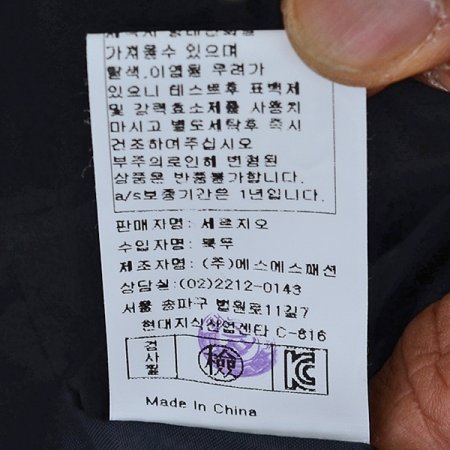 가져올수 있으며
탈색,이염될 우려가
있으니 테스트후 표백제
및 강력효소제를 사용치
마시고 별도세탁후 즉시
건조하여주십시오
부주의로인해 변형된
상품은 반품불가합니다.
a/s보증기간은 1년입니다.
판매자명: 세르지오
수입자명: 룩뚜
제조자명: (주)에스에스패션
상담실:(02)2212-0143
서울 송파구 법원로11길7
현대지식산업센타 C-816
검사필 檢 KC
Made In China